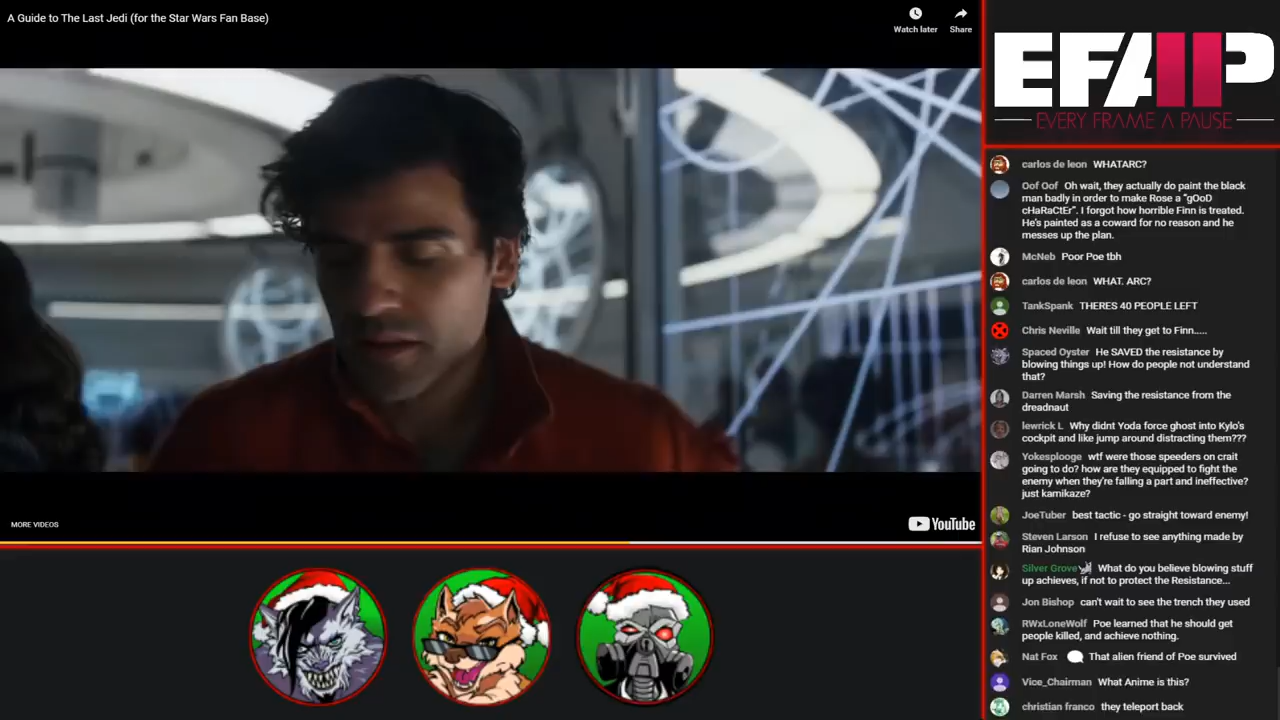 A Guide to The Last Jedi (for the Star Wars Fan Base)
Watch later
Share
MORE VIDEOS
YouTube
EFAP
EVERY FRAME A PAUSE
carlos de leon WHATARC?
Oof Oof Oh wait, they actually do paint the black
man badly in order to make Rose a "gOoD
cHaRaCtEr". I forgot how horrible Finn is treated.
He's painted as a coward for no reason and he
messes up the plan.
McNeb Poor Poe tbh
carlos de leon WHAT. ARC?
TankSpank THERES 40 PEOPLE LEFT
Chris Neville Wait till they get to Finn.....
Spaced Oyster He SAVED the resistance by
blowing things up! How do people not understand
that?
Darren Marsh Saving the resistance from the
dreadnaut
lewrick L Why didnt Yoda force ghost into Kylo's
cockpit and like jump around distracting them???
Yokesplooge wtf were those speeders on crait
going to do? how are they equipped to fight the
enemy when they're falling a part and ineffective?
just kamikaze?
JoeTuber best tactic - go straight toward enemy!
Steven Larson I refuse to see anything made by
Rian Johnson
Silver Grove What do you believe blowing stuff
up achieves, if not to protect the Resistance...
Jon Bishop can't wait to see the trench they used
RWxLoneWolf Poe learned that he should get
people killed, and achieve nothing.
Nat Fox That alien friend of Poe survived
Vice_Chairman What Anime is this?
christian franco they teleport back